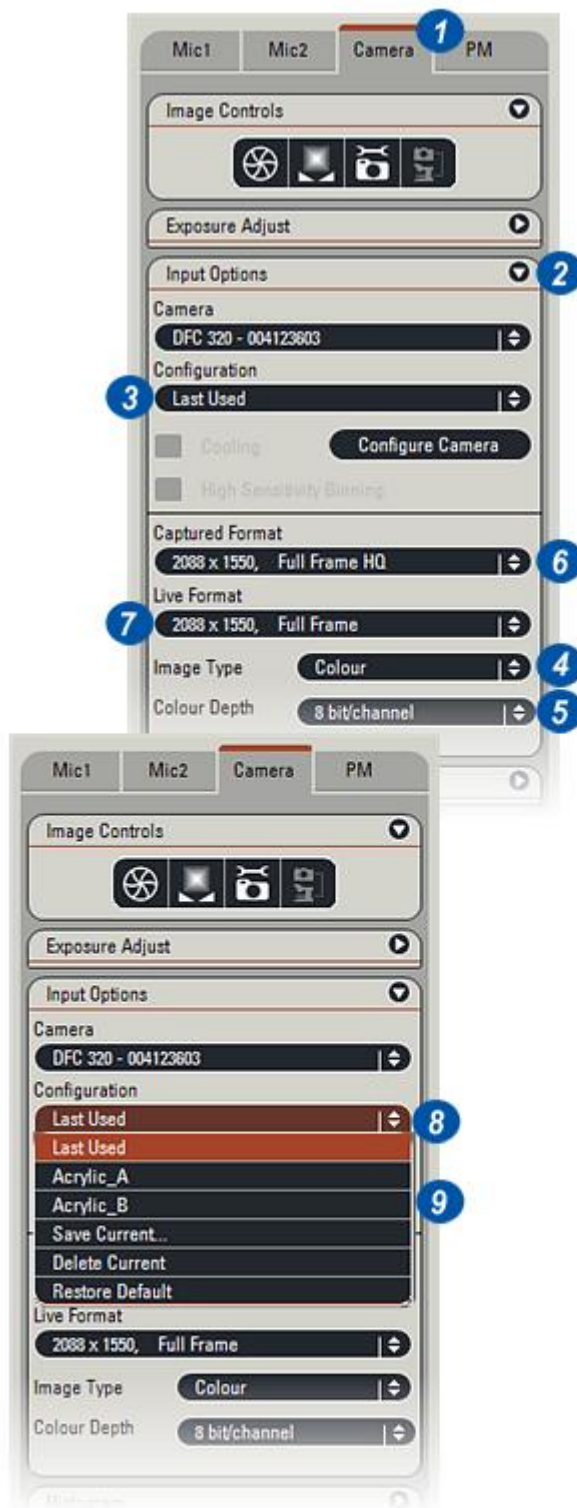 Mic1 Mic2 Camera 1 PM
Image Controls
Exposure Adjust
Input Options 2
Camera
DFC 320 - 004123603
Configuration
3 Last Used
Cooling Configure Camera
High Sensitivity Binning
Captured Format
2088 x 1550, Full Frame HQ 6
Live Format
7 2088 x 1550, Full Frame
Image Type Colour 4
Colour Depth 8 bit/channel 5
Mic1 Mic2 Camera PM
Image Controls
Exposure Adjust
Input Options
Camera
DFC 320 - 004123603
Configuration
Last Used 8
Last Used
Acrylic_A
Acrylic_B 9
Save Current...
Delete Current
Restore Default
Live Format
2088 x 1550, Full Frame
Image Type Colour
Colour Depth 8 bit/channel
Histogram